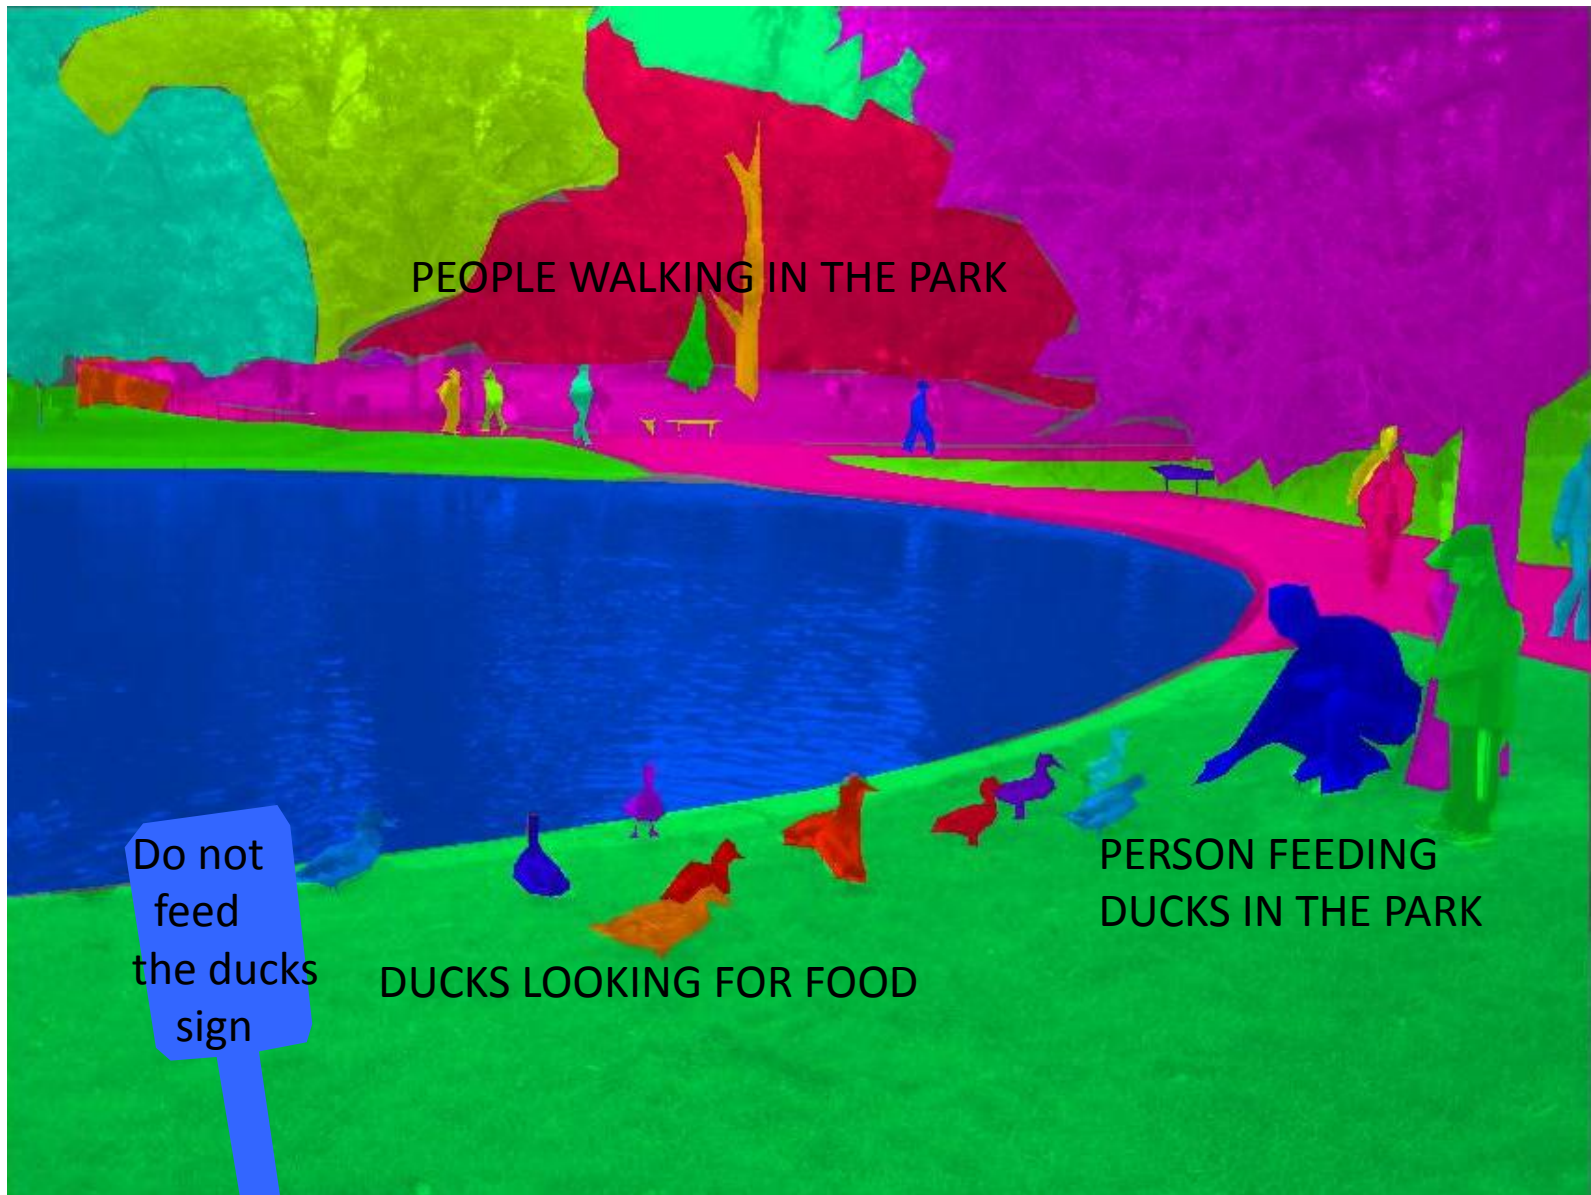 PEOPLE WALKING IN THE PARK
Do not
feed
the ducks
sign
PERSON FEEDING
DUCKS IN THE PARK
DUCKS LOOKING FOR FOOD